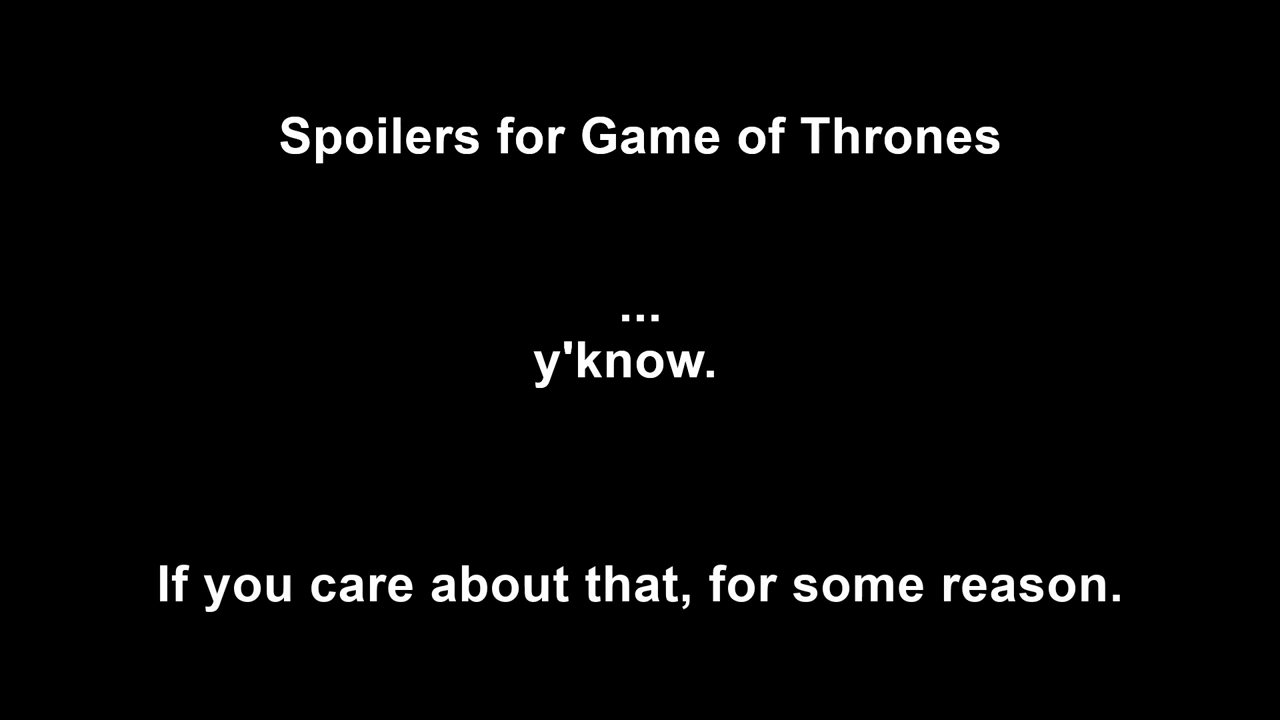 Spoilers for Game of Thrones
...
y'know.
If you care about that, for some reason.